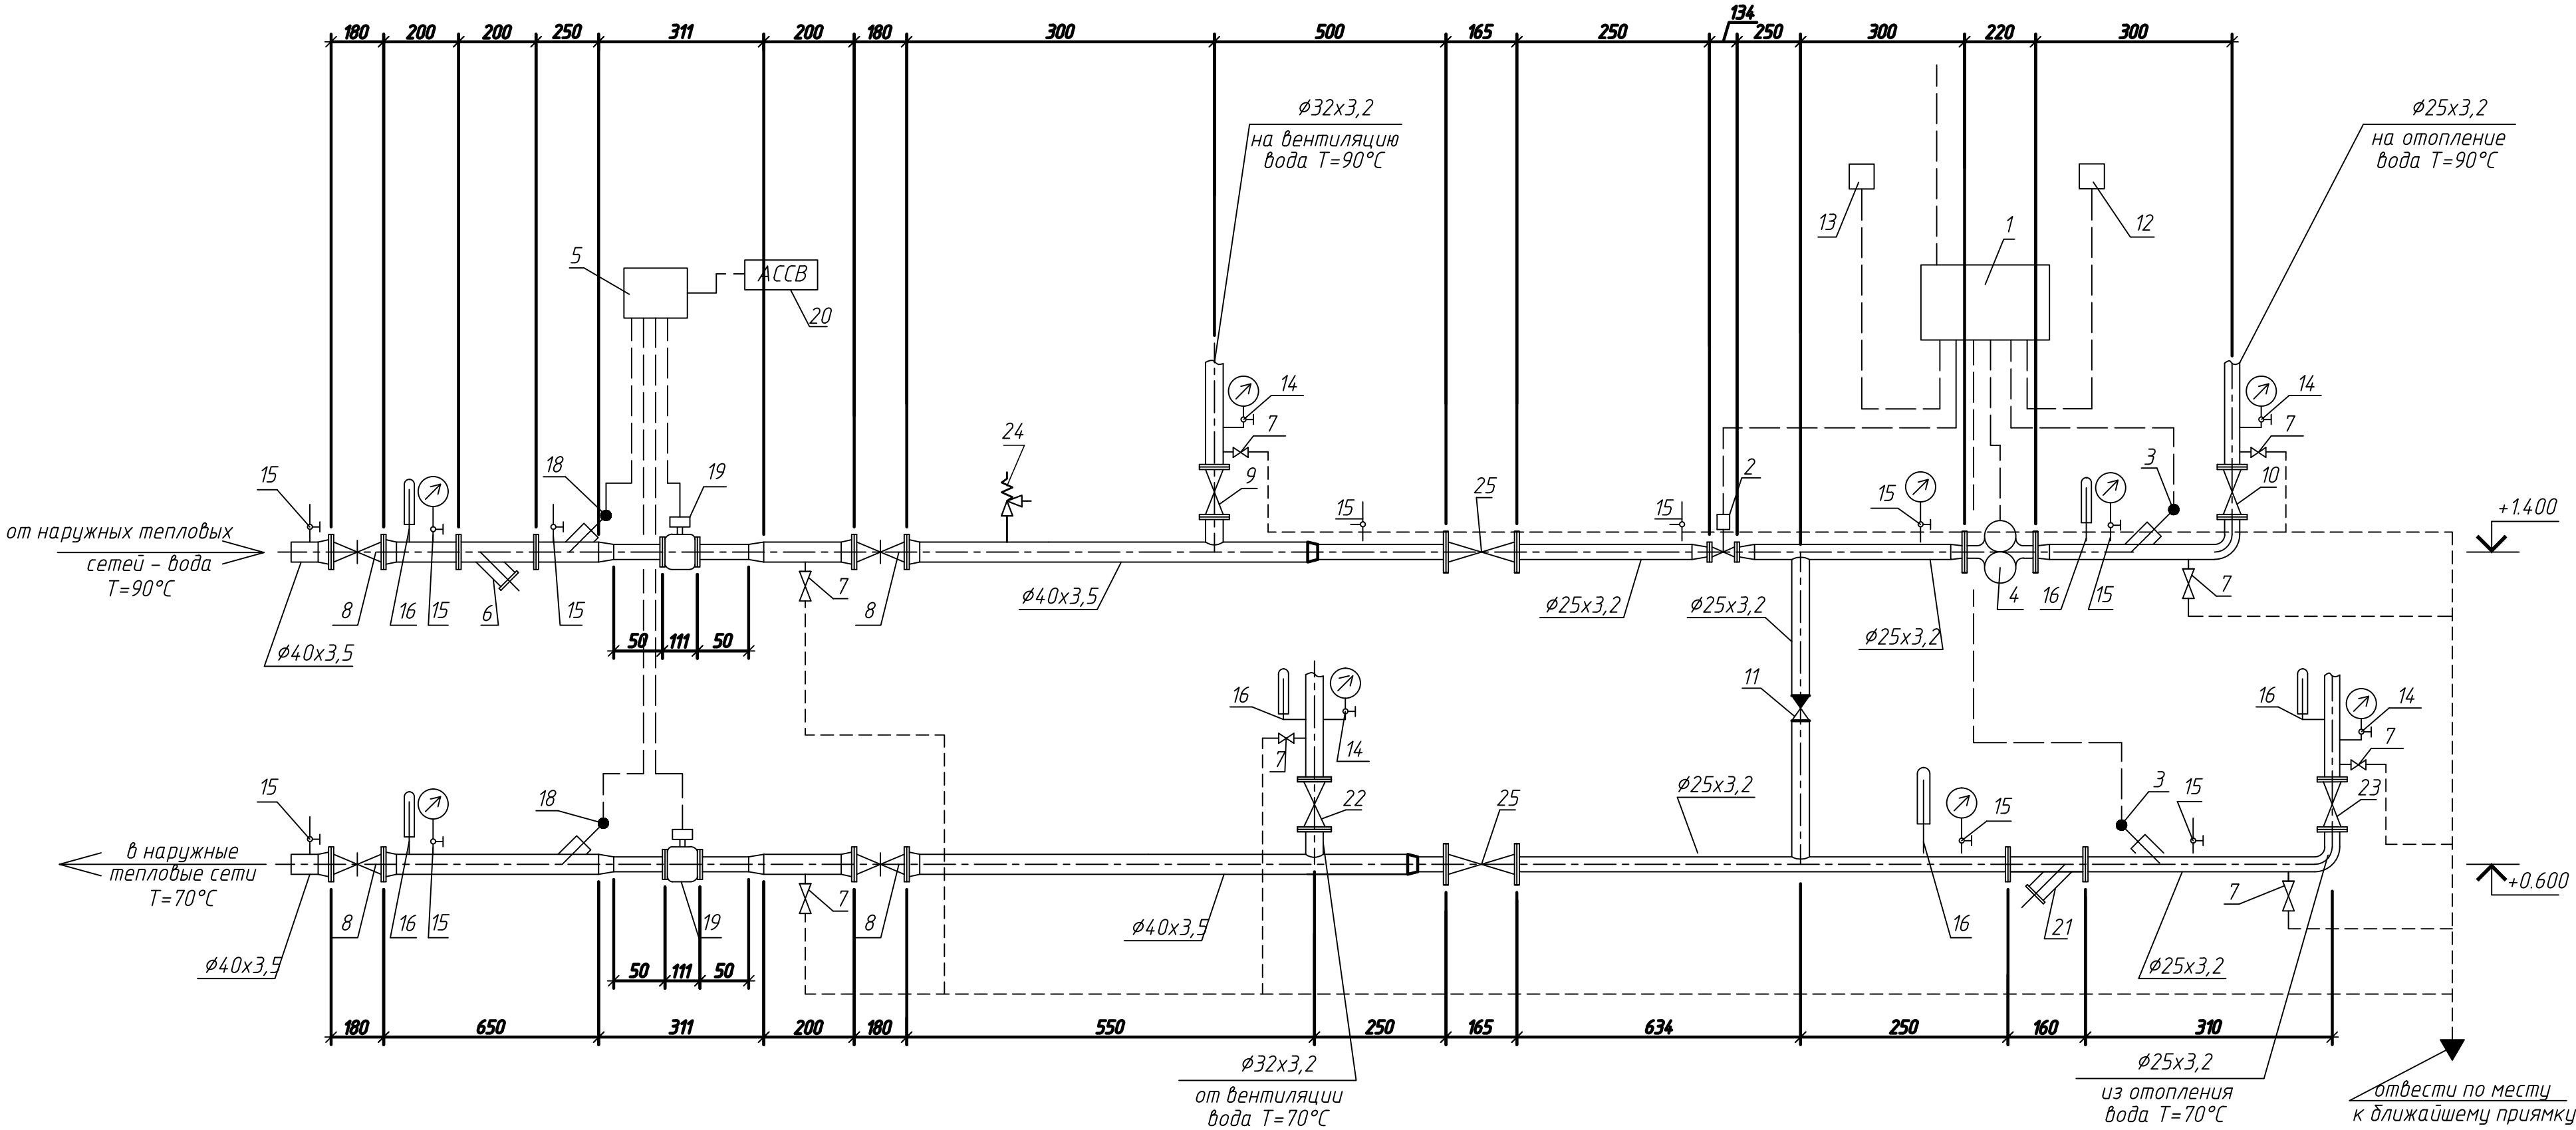 134
180 200 200 250 311 200 180 300 500 165 250 250 300 220 300
Ø32x3,2
на вентиляцию
вода T=90°C
Ø25x3,2
на отопление
вода T=90°C
13
1
12
5
АССВ
20
14
7
14
7
24
15
18
19
9
15
25
15
2
15
3
10
+1.400
от наружных тепловых
сетей – вода
T=90°C
8
16
15
6
15
7
8
Ø40x3,5
Ø25x3,2
Ø25x3,2
4
16
15
7
Ø40x3,5
50 111 50
Ø25x3,2
16
14
7
11
16
14
7
15
18
22
25
Ø25x3,2
15
3
15
23
в наружные
тепловые сети
T=70°C
+0.600
8
16
15
19
7
8
Ø40x3,5
16
21
7
Ø40x3,5
Ø25x3,2
50 111 50
180 650 311 200 180 550 250 165 634 250 160 310
Ø32x3,2
от вентиляции
вода T=70°C
Ø25x3,2
из отопления
вода T=70°C
отвести по месту
к ближайшему приямку